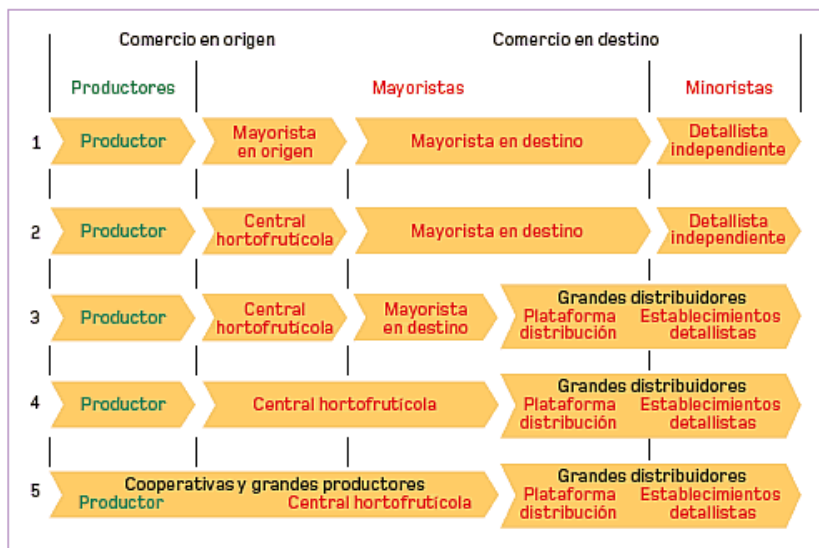 Comercio en origen Comercio en destino
Productores Mayoristas Minoristas
1 Productor Mayorista en origen Mayorista en destino Detallista independiente
2 Productor Central hortofrutícola Mayorista en destino Detallista independiente
3 Productor Central hortofrutícola Mayorista en destino Grandes distribuidores
Plataforma distribución Establecimientos detallistas
4 Productor Central hortofrutícola Grandes distribuidores
Plataforma distribución Establecimientos detallistas
5 Cooperativas y grandes productores Grandes distribuidores
Productor Central hortofrutícola Plataforma distribución Establecimientos detallistas